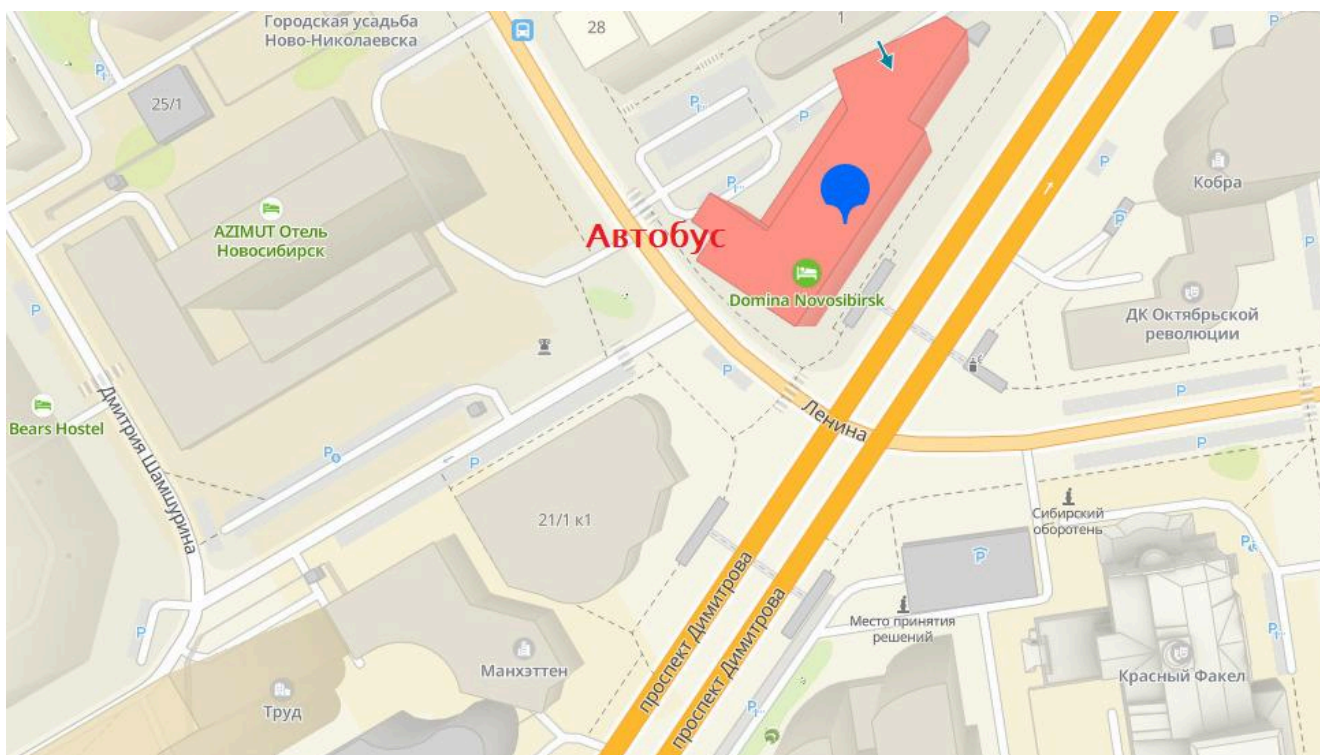 Городская усадьба
Ново-Николаевска
28
1
P
25/1
P
P
P
P
Кобра
AZIMUT Отель
Новосибирск
Автобус
P
P
Domina Novosibirsk
ДК Октябрьской
революции
P
P
P
P
Bears Hostel
Дмитрия Шамшурина
Ленина
P
P
P
21/1 к1
Сибирский
оборотень
P
P
проспект Димитрова
проспект Димитрова
Место принятия
решений
P
P
Манхэттен
Красный Факел
Труд
P